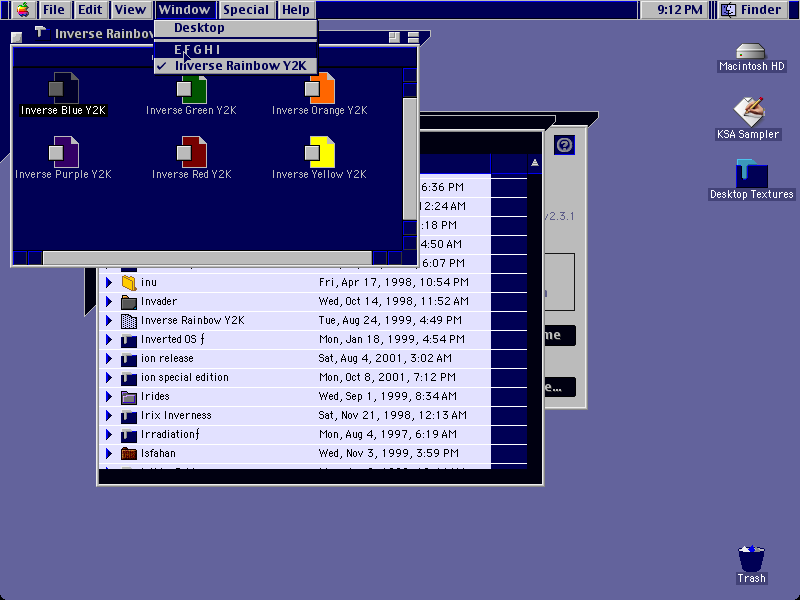 File Edit View Window Special Help 9:12 PM Finder
Desktop
E F G H I
✓ Inverse Rainbow Y2K
Inverse Rainbow
Inverse Blue Y2K Inverse Green Y2K Inverse Orange Y2K
Inverse Purple Y2K Inverse Red Y2K Inverse Yellow Y2K
6:36 PM
12:24 AM
:18 PM
4:50 AM
6:07 PM
inu Fri, Apr 17, 1998, 10:54 PM
Invader Wed, Oct 14, 1998, 11:52 AM
Inverse Rainbow Y2K Tue, Aug 24, 1999, 4:49 PM
Inverted OS ƒ Mon, Jan 18, 1999, 4:54 PM
ion release Sat, Aug 4, 2001, 3:02 AM
ion special edition Mon, Oct 8, 2001, 7:12 PM
Irides Wed, Sep 1, 1999, 8:34 AM
Irix Inverness Sat, Nov 21, 1998, 12:13 AM
Irradiationƒ Mon, Aug 4, 1997, 6:19 AM
Isfahan Wed, Nov 3, 1999, 3:59 PM
v2.3.1
me
e...
Macintosh HD
KSA Sampler
Desktop Textures
Trash